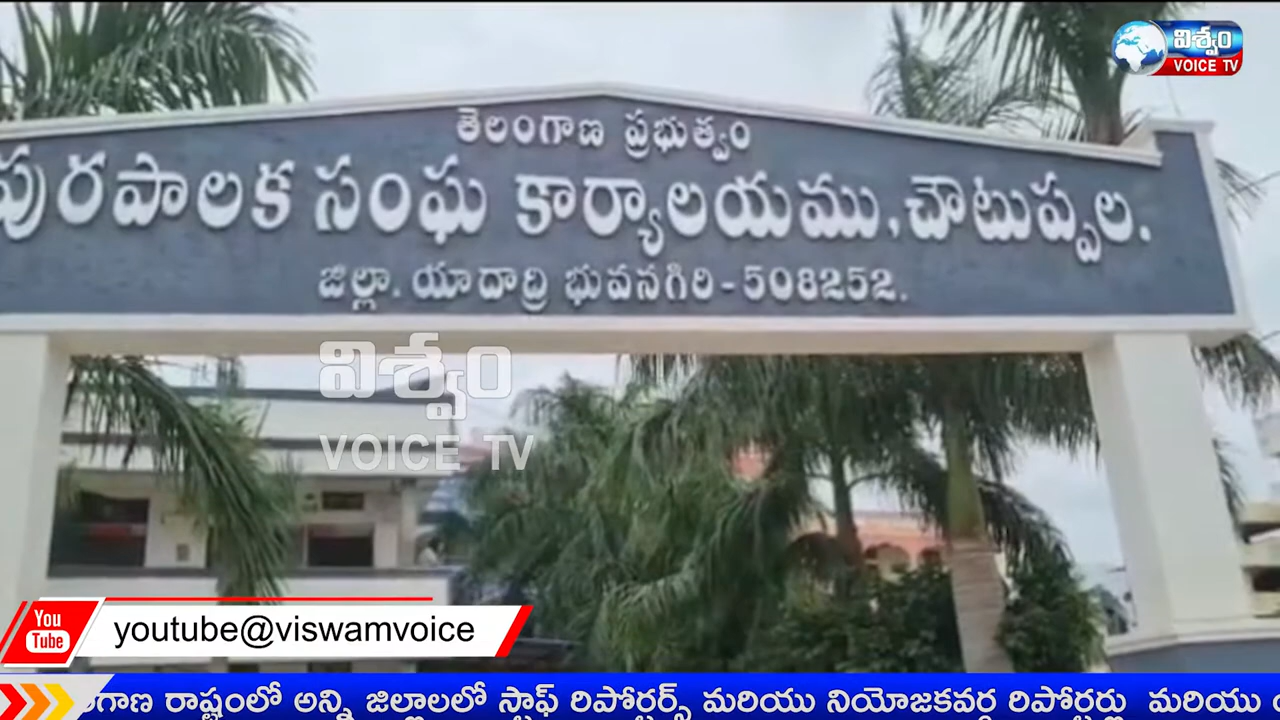 విశ్వం
VOICE TV
తెలంగాణ ప్రభుత్వం
పురపాలక సంఘ కార్యాలయము, చౌటుప్పల.
జిల్లా. యాదాద్రి భువనగిరి-508252.
విశ్వం
VOICE TV
You
Tube
youtube@viswamvoice
రాష్ట్రంలో అన్ని జిల్లాలలో స్టాఫ్ రిపోర్టర్స్ మరియు నియోజకవర్గ రిపోర్టర్లు మరియు